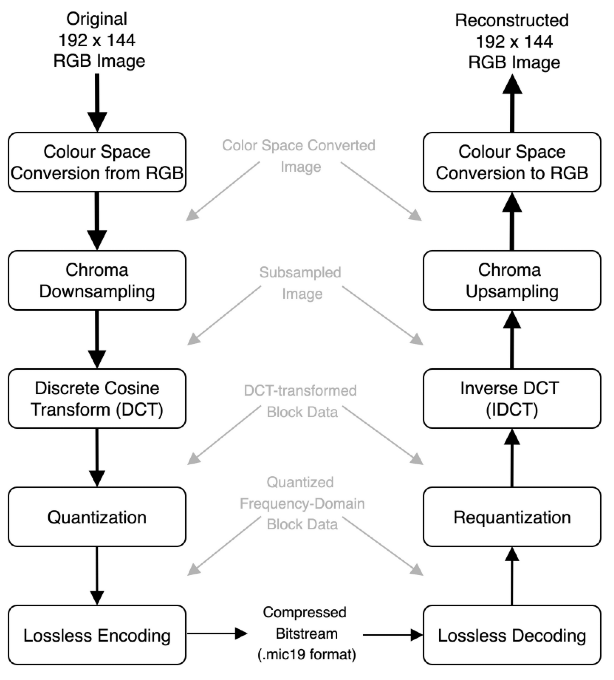 Original
192 x 144
RGB Image
Reconstructed
192 x 144
RGB Image
Colour Space
Conversion from RGB
Color Space Converted
Image
Colour Space
Conversion to RGB
Chroma
Downsampling
Subsampled
Image
Chroma
Upsampling
Discrete Cosine
Transform (DCT)
DCT-transformed
Block Data
Inverse DCT
(IDCT)
Quantization
Quantized
Frequency-Domain
Block Data
Requantization
Lossless Encoding
Compressed
Bitstream
(.mic19 format)
Lossless Decoding